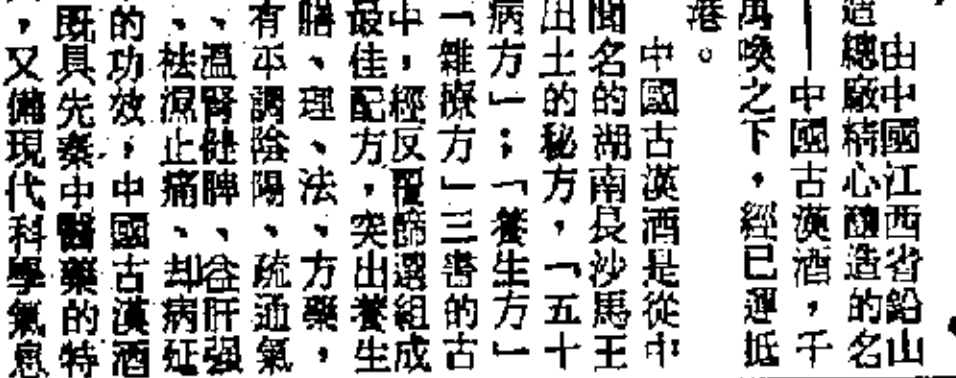 由中國江西省鉛山
造總廠精心釀造的名
——中國古漢酒，千
萬喚之下，經已運抵
港。
中國古漢酒是從中
聞名的湖南長沙馬王
出土的秘方，「五十
病方」；「養生方」
「雜療方」三書的古
中，經反覆篩選組成
最佳配方，突出養生
膳、理、法、方藥，
有平調陰陽、疏通氣
、溫腎健脾、益肝强
、祛濕止痛、却病延
的功效，中國古漢酒
既具先秦中醫藥的特
，又備現代科學氣息